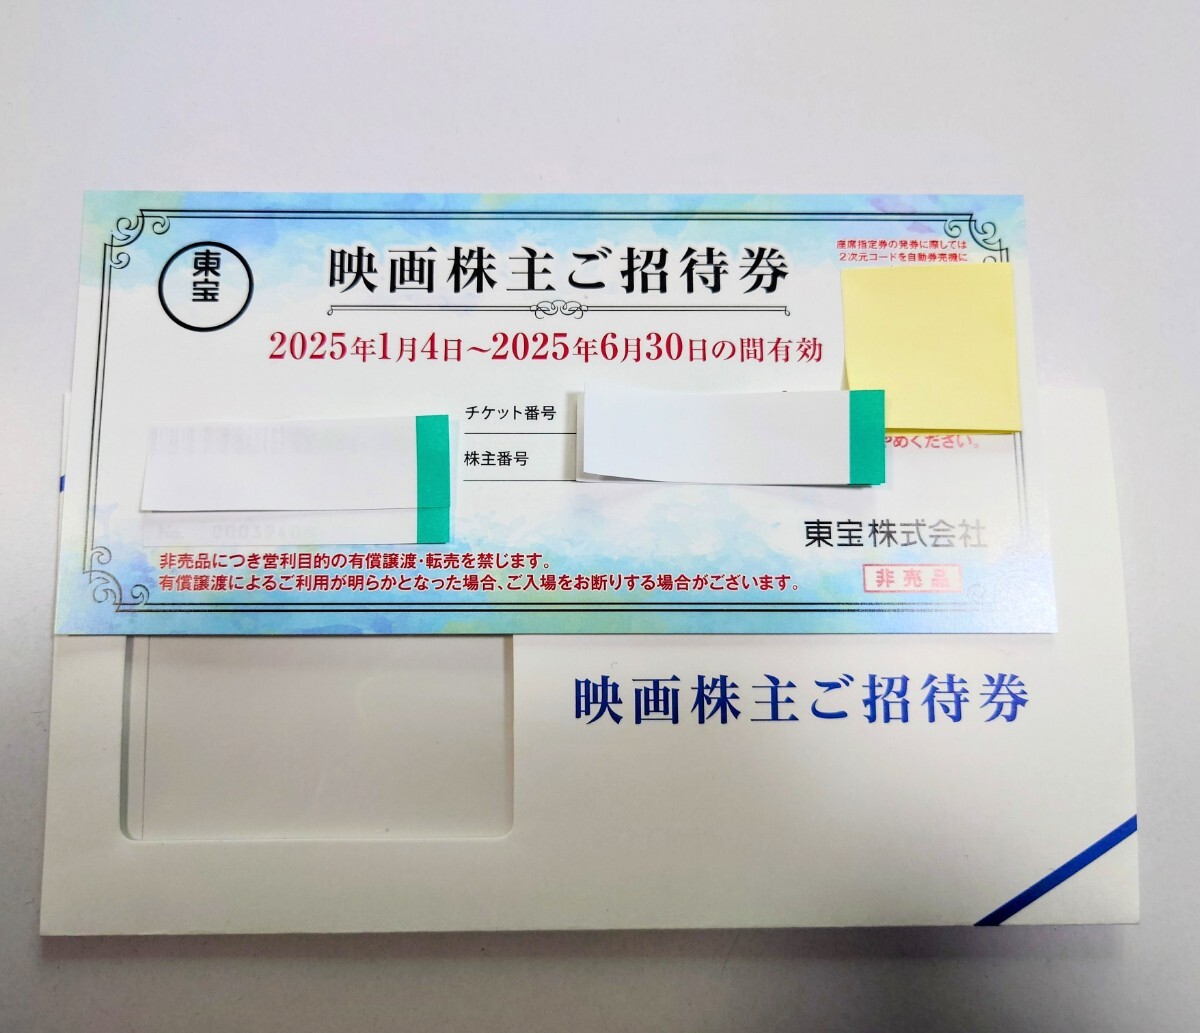 東宝
映画株主ご招待券
座席指定券の発券に際しては
2次元コードを自動券売機に
2025年1月4日～2025年6月30日の間有効
チケット番号
株主番号
めください。
東宝株式会社
非売品
非売品につき営利目的の有償譲渡・転売を禁じます。
有償譲渡によるご利用が明らかとなった場合、ご入場をお断りする場合がございます。
映画株主ご招待券